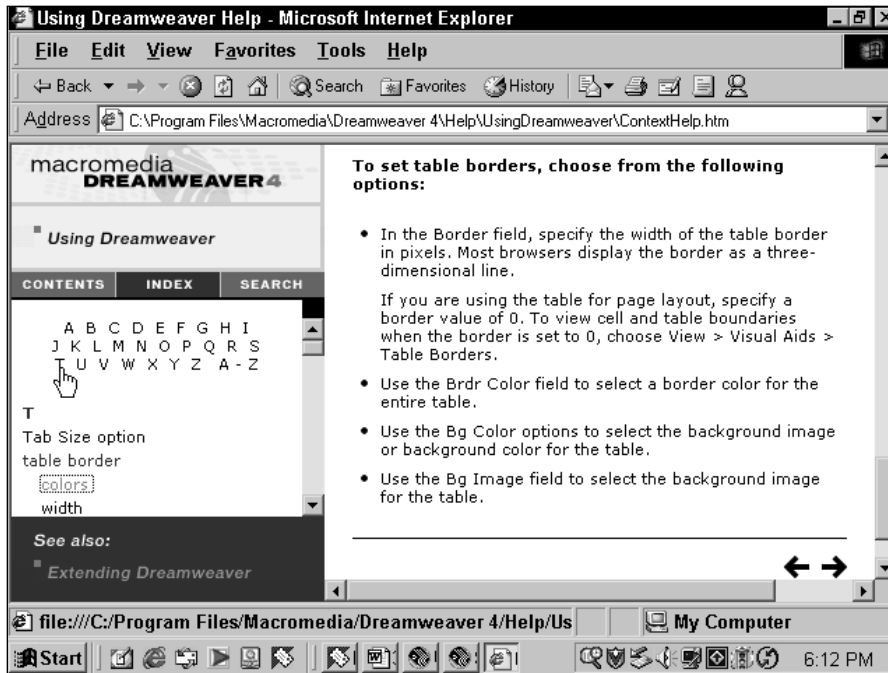 Using Dreamweaver Help - Microsoft Internet Explorer
File Edit View Favorites Tools Help
Back Search Favorites History
Address C:\Program Files\Macromedia\Dreamweaver 4\Help\UsingDreamweaver\ContextHelp.htm
macromedia
DREAMWEAVER 4
Using Dreamweaver
CONTENTS INDEX SEARCH
A B C D E F G H I
J K L M N O P Q R S
T U V W X Y Z A - Z
T
Tab Size option
table border
colors
width
See also:
Extending Dreamweaver
To set table borders, choose from the following
options:
• In the Border field, specify the width of the table border
in pixels. Most browsers display the border as a three-
dimensional line.
If you are using the table for page layout, specify a
border value of 0. To view cell and table boundaries
when the border is set to 0, choose View > Visual Aids >
Table Borders.
• Use the Brdr Color field to select a border color for the
entire table.
• Use the Bg Color options to select the background image
or background color for the table.
• Use the Bg Image field to select the background image
for the table.
file:///C:/Program Files/Macromedia/Dreamweaver 4/Help/Us My Computer
Start 6:12 PM